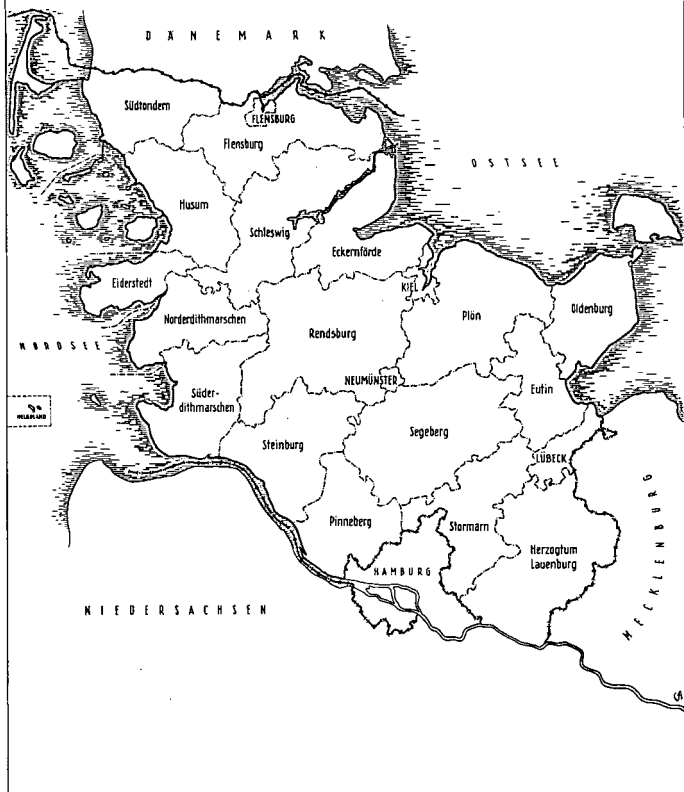 DÄNEMARK
Südtondern
FLENSBURG
Flensburg
OSTSEE
Husum
Schleswig
Eckernförde
Eiderstedt
KIEL
Norderdithmarschen
Plön
Oldenburg
Rendsburg
NORDSEE
NEUMÜNSTER
Eutin
Süder-
dithmarschen
HELGOLAND
Segeberg
Steinburg
LÜBECK
Pinneberg
Stormarn
Herzogtum
Lauenburg
HAMBURG
MECKLENBURG
NIEDERSACHSEN